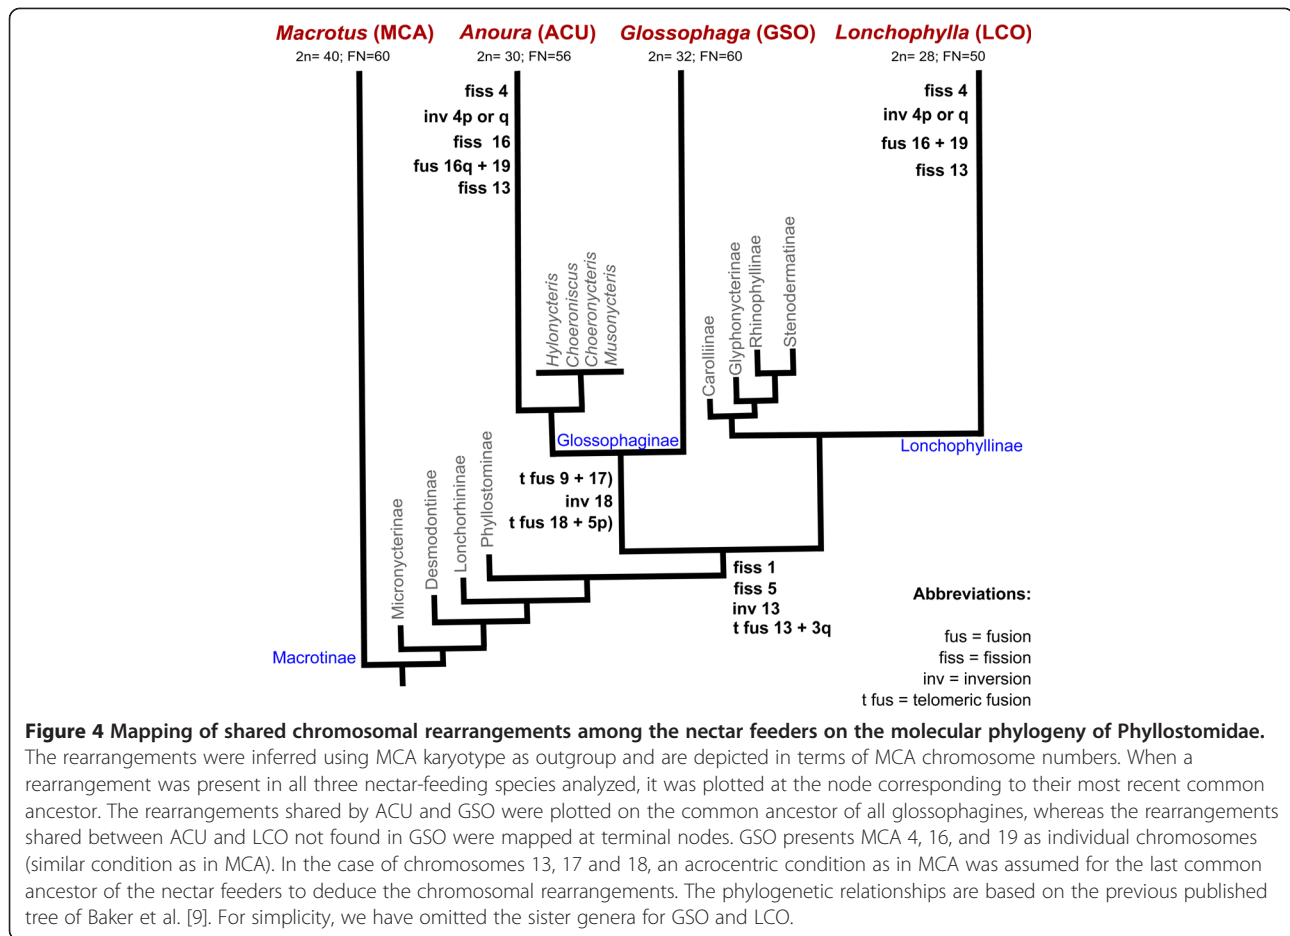 Macrotus (MCA) Anoura (ACU) Glossophaga (GSO) Lonchophylla (LCO)
2n= 40; FN=60 2n= 30; FN=56 2n= 32; FN=60 2n= 28; FN=50
fiss 4
inv 4p or q
fiss 16
fus 16q + 19
fiss 13
fiss 4
inv 4p or q
fus 16 + 19
fiss 13
Hylonycteris
Choeroniscus
Choeronycteris
Musonycteris
Carolliinae
Glyphonycterinae
Rhinophyllinae
Stenodermatinae
Glossophaginae
Lonchophyllinae
t fus 9 + 17)
inv 18
t fus 18 + 5p)
Micronycterinae
Desmodontinae
Lonchorhininae
Phyllostominae
fiss 1
fiss 5
inv 13
t fus 13 + 3q
Macrotinae
Abbreviations:
fus = fusion
fiss = fission
inv = inversion
t fus = telomeric fusion
Figure 4 Mapping of shared chromosomal rearrangements among the nectar feeders on the molecular phylogeny of Phyllostomidae.
The rearrangements were inferred using MCA karyotype as outgroup and are depicted in terms of MCA chromosome numbers. When a
rearrangement was present in all three nectar-feeding species analyzed, it was plotted at the node corresponding to their most recent common
ancestor. The rearrangements shared by ACU and GSO were plotted on the common ancestor of all glossophagines, whereas the rearrangements
shared between ACU and LCO not found in GSO were mapped at terminal nodes. GSO presents MCA 4, 16, and 19 as individual chromosomes
(similar condition as in MCA). In the case of chromosomes 13, 17 and 18, an acrocentric condition as in MCA was assumed for the last common
ancestor of the nectar feeders to deduce the chromosomal rearrangements. The phylogenetic relationships are based on the previous published
tree of Baker et al. [9]. For simplicity, we have omitted the sister genera for GSO and LCO.